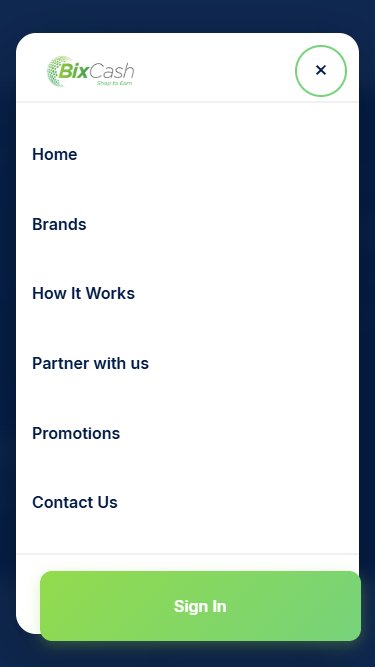 BixCash
Shop to Earn
×
Home
Brands
How It Works
Partner with us
Promotions
Contact Us
Sign In